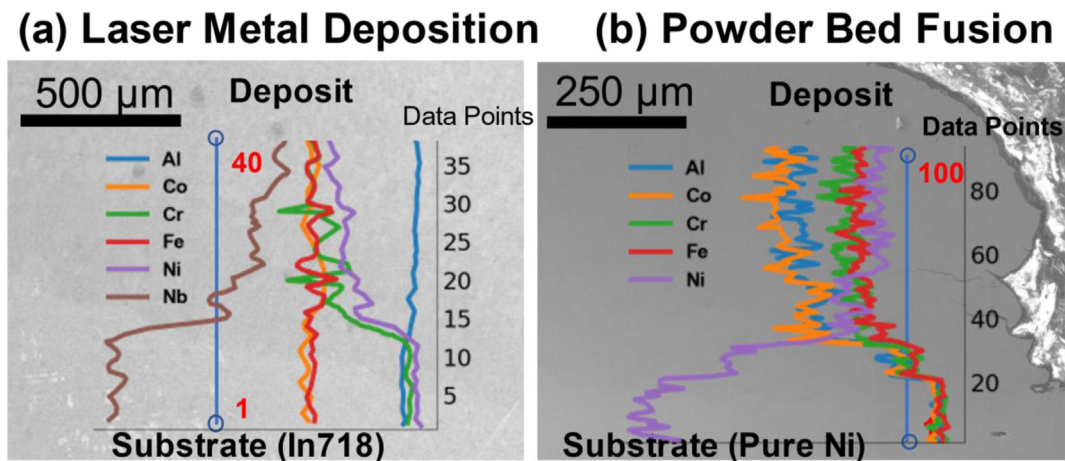 (a) Laser Metal Deposition
500 µm
Deposit
Data Points
Al
Co
Cr
Fe
Ni
Nb
40
1
35
30
25
20
15
10
5
Substrate (In718)
(b) Powder Bed Fusion
250 µm
Deposit
Data Points
Al
Co
Cr
Fe
Ni
100
80
60
40
20
Substrate (Pure Ni)